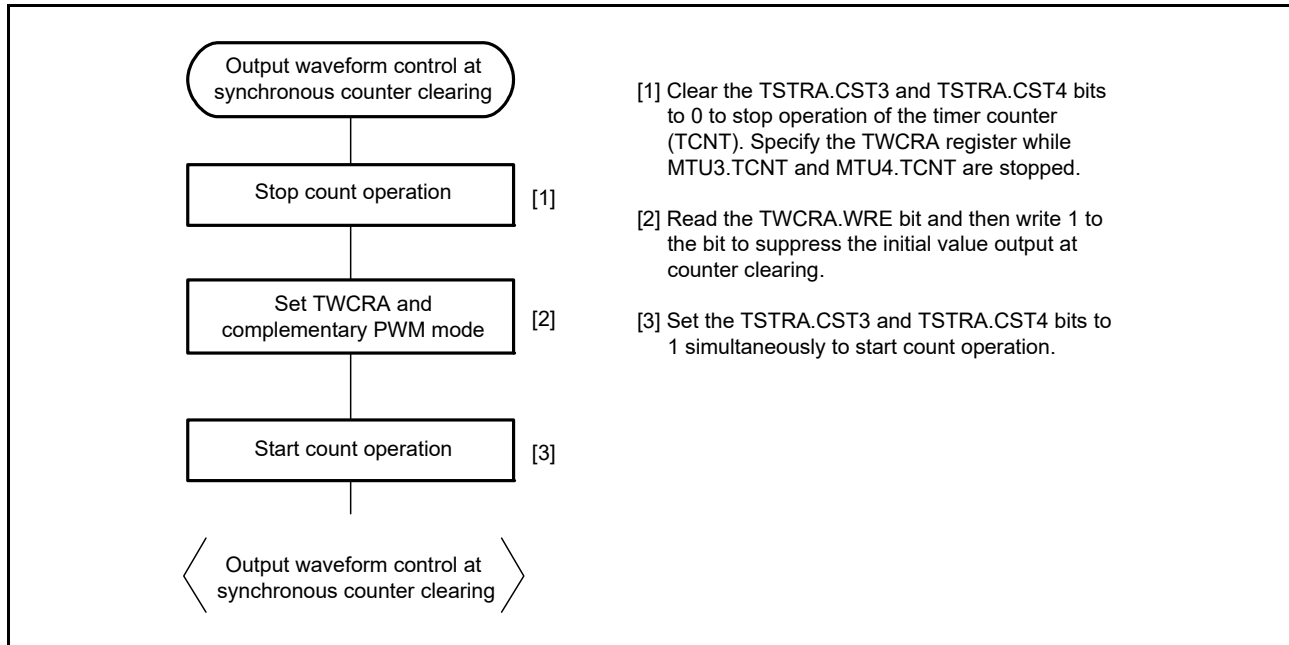 Output waveform control at
synchronous counter clearing
Stop count operation
[1]
Set TWCRA and
complementary PWM mode
[2]
Start count operation
[3]
Output waveform control at
synchronous counter clearing
[1] Clear the TSTRA.CST3 and TSTRA.CST4 bits
to 0 to stop operation of the timer counter
(TCNT). Specify the TWCRA register while
MTU3.TCNT and MTU4.TCNT are stopped.
[2] Read the TWCRA.WRE bit and then write 1 to
the bit to suppress the initial value output at
counter clearing.
[3] Set the TSTRA.CST3 and TSTRA.CST4 bits to
1 simultaneously to start count operation.